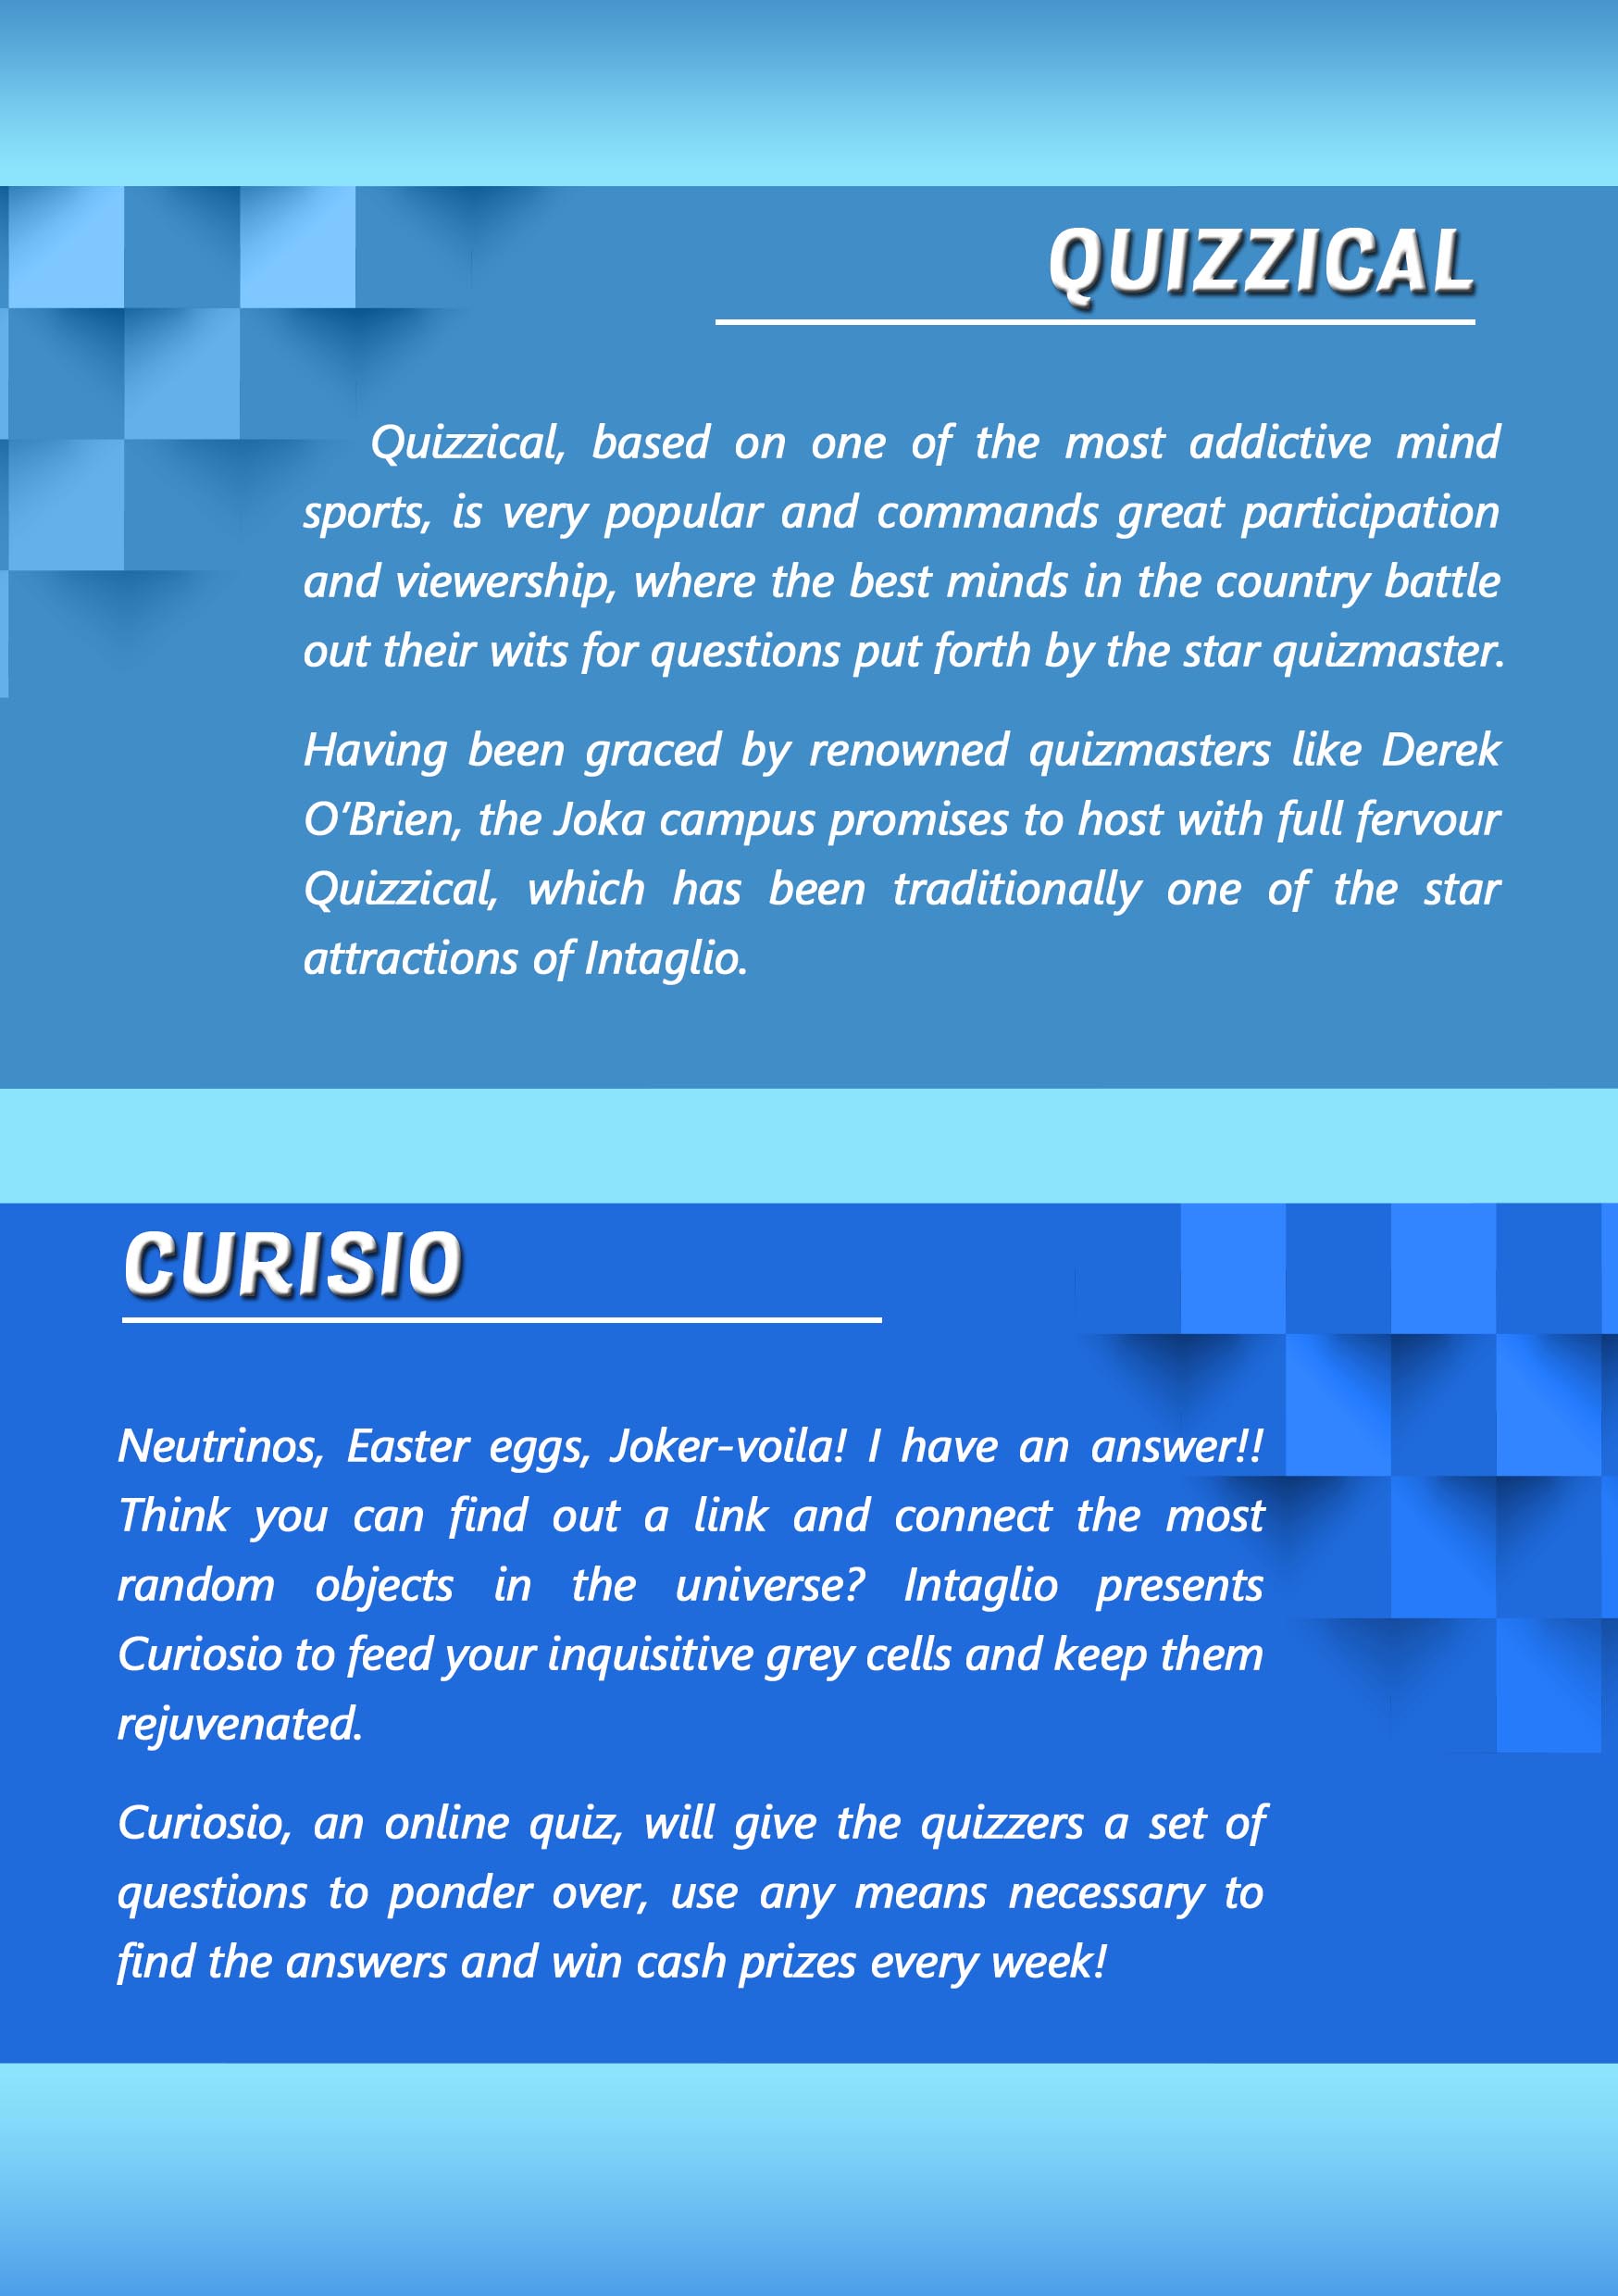 QUIZZICAL
Quizzical, based on one of the most addictive mind
sports, is very popular and commands great participation
and viewership, where the best minds in the country battle
out their wits for questions put forth by the star quizmaster.
Having been graced by renowned quizmasters like Derek
O'Brien, the Joka campus promises to host with full fervour
Quizzical, which has been traditionally one of the star
attractions of Intaglio.
CURISIO
Neutrinos, Easter eggs, Joker-voila! I have an answer!!
Think you can find out a link and connect the most
random objects in the universe? Intaglio presents
Curiosio to feed your inquisitive grey cells and keep them
rejuvenated.
Curiosio, an online quiz, will give the quizzers a set of
questions to ponder over, use any means necessary to
find the answers and win cash prizes every week!